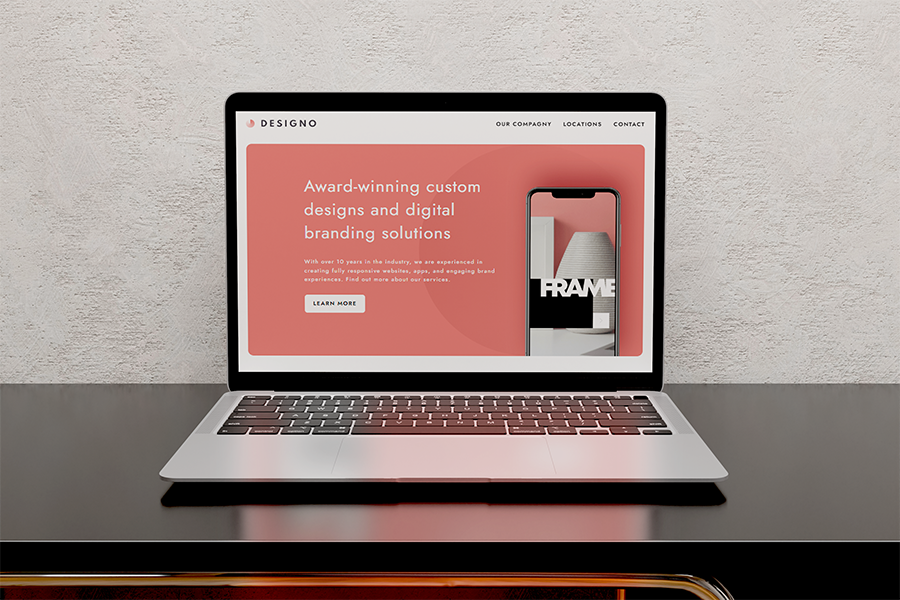 DESIGNO
OUR COMPAGNY LOCATIONS CONTACT
Award-winning custom
designs and digital
branding solutions
With over 10 years in the industry, we are experienced in
creating fully responsive websites, apps, and engaging brand
experiences. Find out more about our services.
LEARN MORE
FRAME